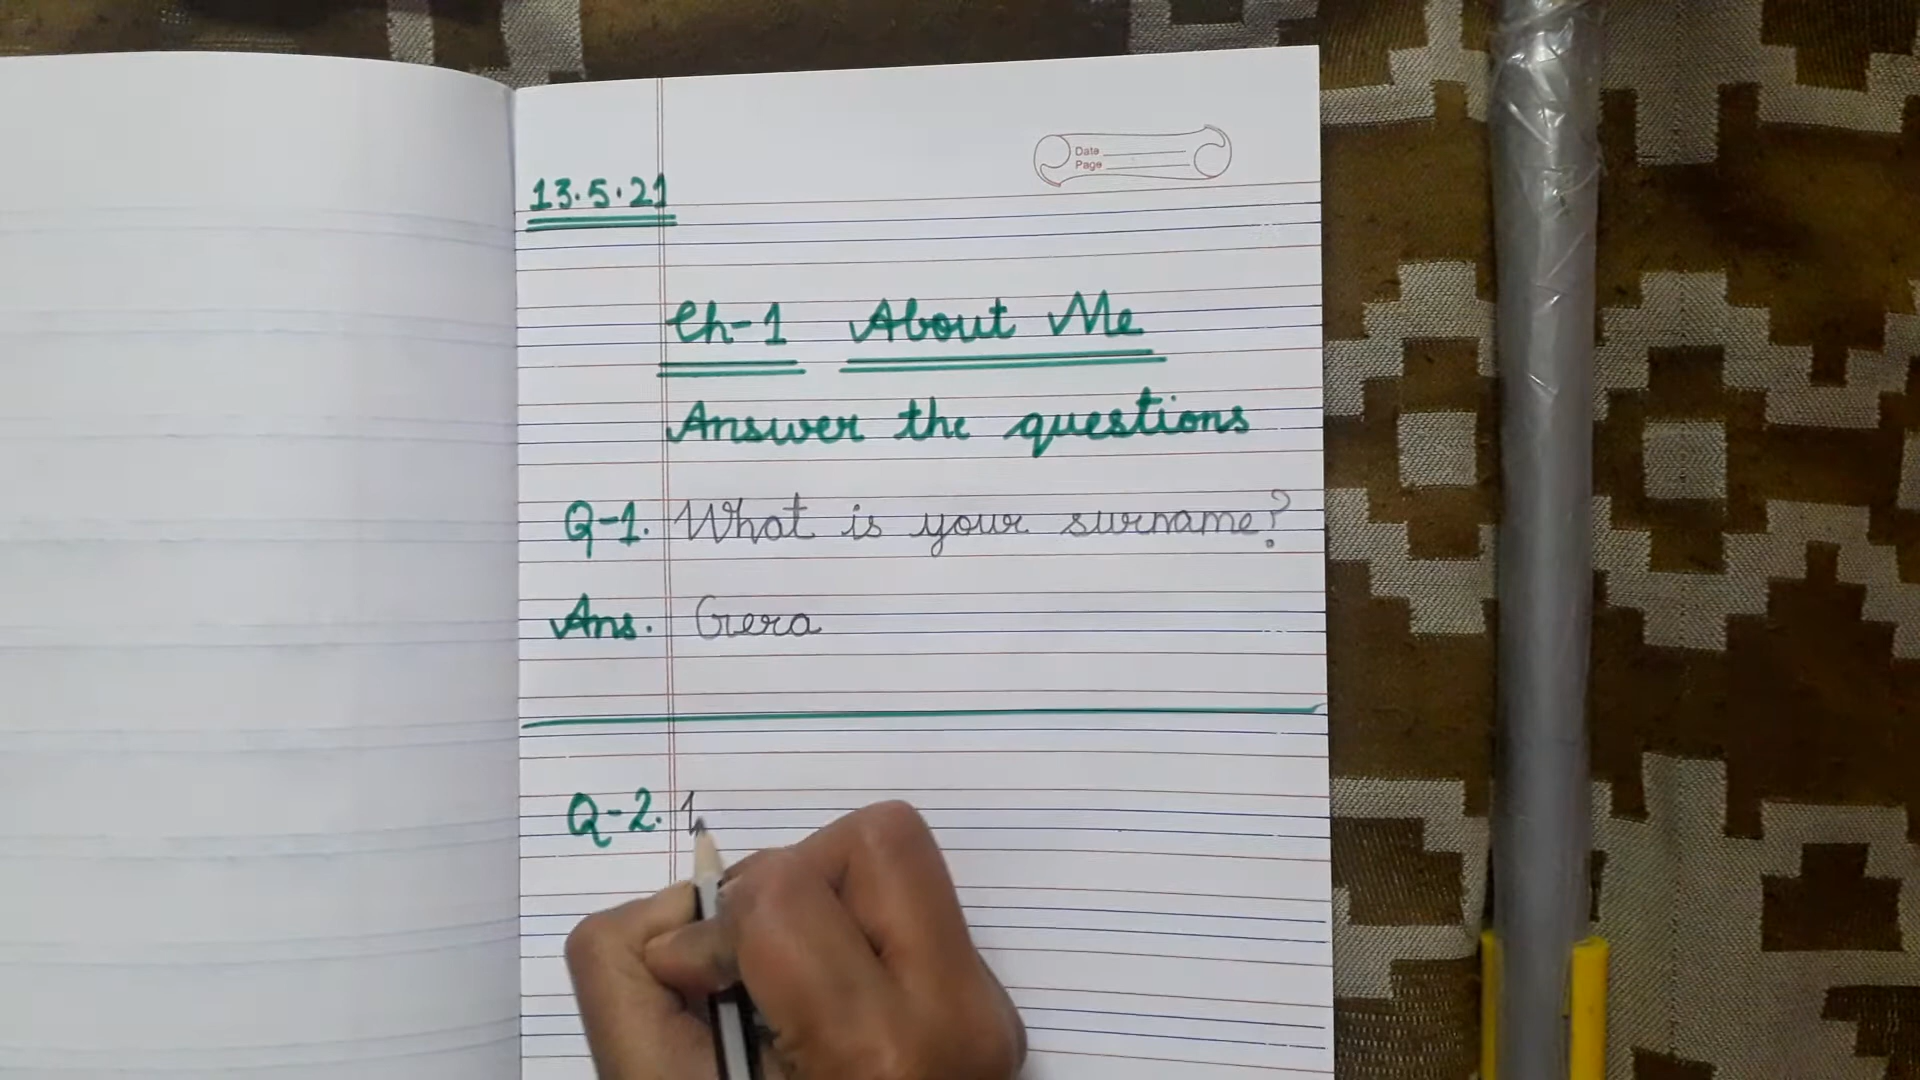 Date
Page
13.5.21
Ch-1 About Me
Answer the questions
Q-1. What is your surname?
Ans. Gera
Q-2.